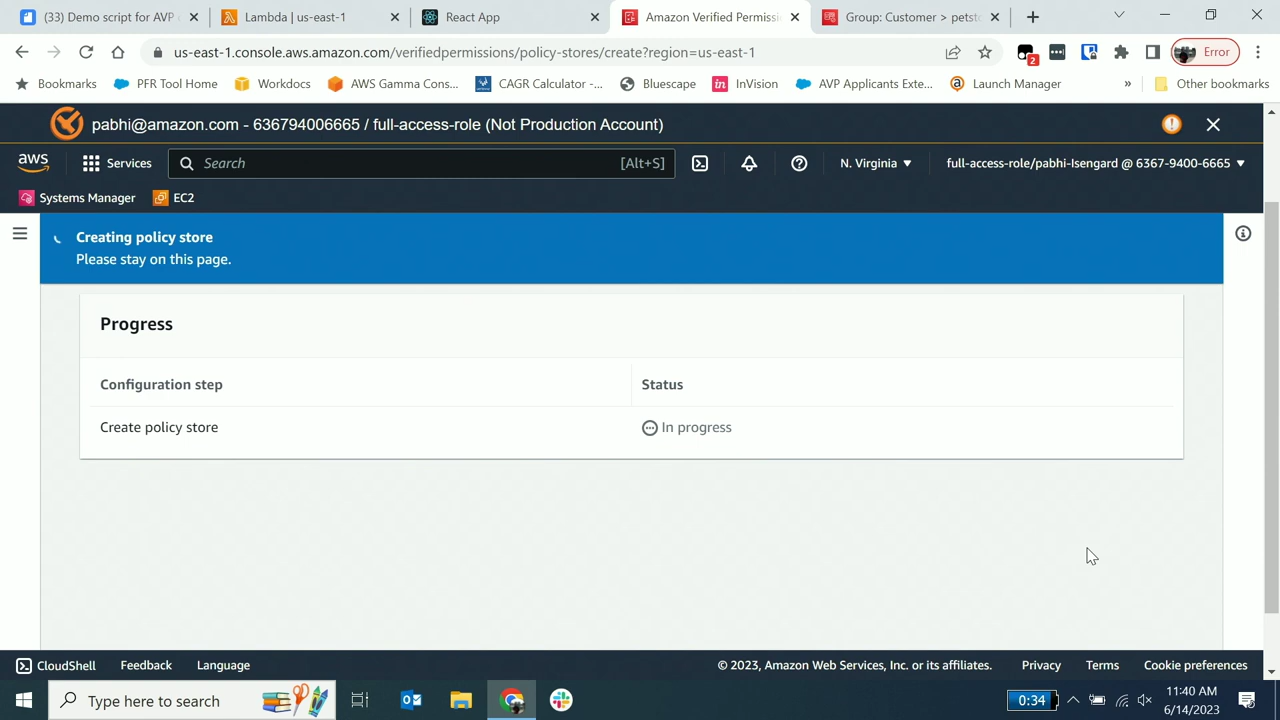 (33) Demo script for AVP
Lambda | us-east-1
React App
Amazon Verified Permissi
Group: Customer > petst
us-east-1.console.aws.amazon.com/verifiedpermissions/policy-stores/create?region=us-east-1
2
Error
Bookmarks
PFR Tool Home
Workdocs
AWS Gamma Cons...
CAGR Calculator -...
Bluescape
in InVision
AVP Applicants Exte...
Launch Manager
»
Other bookmarks
pabhi@amazon.com - 636794006665 / full-access-role (Not Production Account)
aws
Services
Search
[Alt+S]
N. Virginia
full-access-role/pabhi-Isengard @ 6367-9400-6665
Systems Manager
EC2
Creating policy store
Please stay on this page.
Progress
Configuration step
Status
Create policy store
In progress
CloudShell
Feedback
Language
© 2023, Amazon Web Services, Inc. or its affiliates.
Privacy
Terms
Cookie preferences
Type here to search
0:34
11:40 AM
6/14/2023